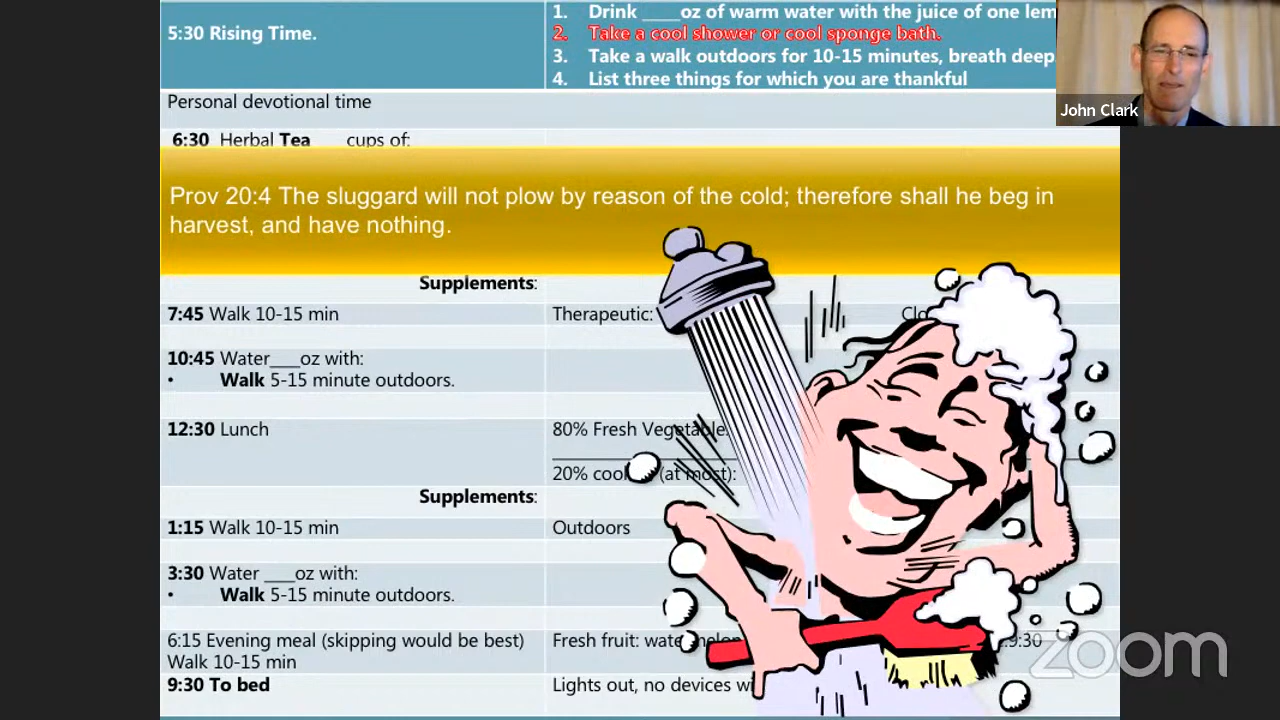 5:30 Rising Time.
1. Drink ____oz of warm water with the juice of one lem
2. Take a cool shower or cool sponge bath.
3. Take a walk outdoors for 10-15 minutes, breath deep
4. List three things for which you are thankful
John Clark
Personal devotional time
6:30 Herbal Tea ___ cups of:
Prov 20:4 The sluggard will not plow by reason of the cold; therefore shall he beg in
harvest, and have nothing.
Supplements:
7:45 Walk 10-15 min
Therapeutic:
10:45 Water___oz with:
• Walk 5-15 minute outdoors.
12:30 Lunch
80% Fresh Vegetable
20% (at most):
Supplements:
1:15 Walk 10-15 min
Outdoors
3:30 Water ___oz with:
• Walk 5-15 minute outdoors.
6:15 Evening meal (skipping would be best)
Walk 10-15 min
Fresh fruit:
9:30
9:30 To bed
Lights out, no devices
zoom